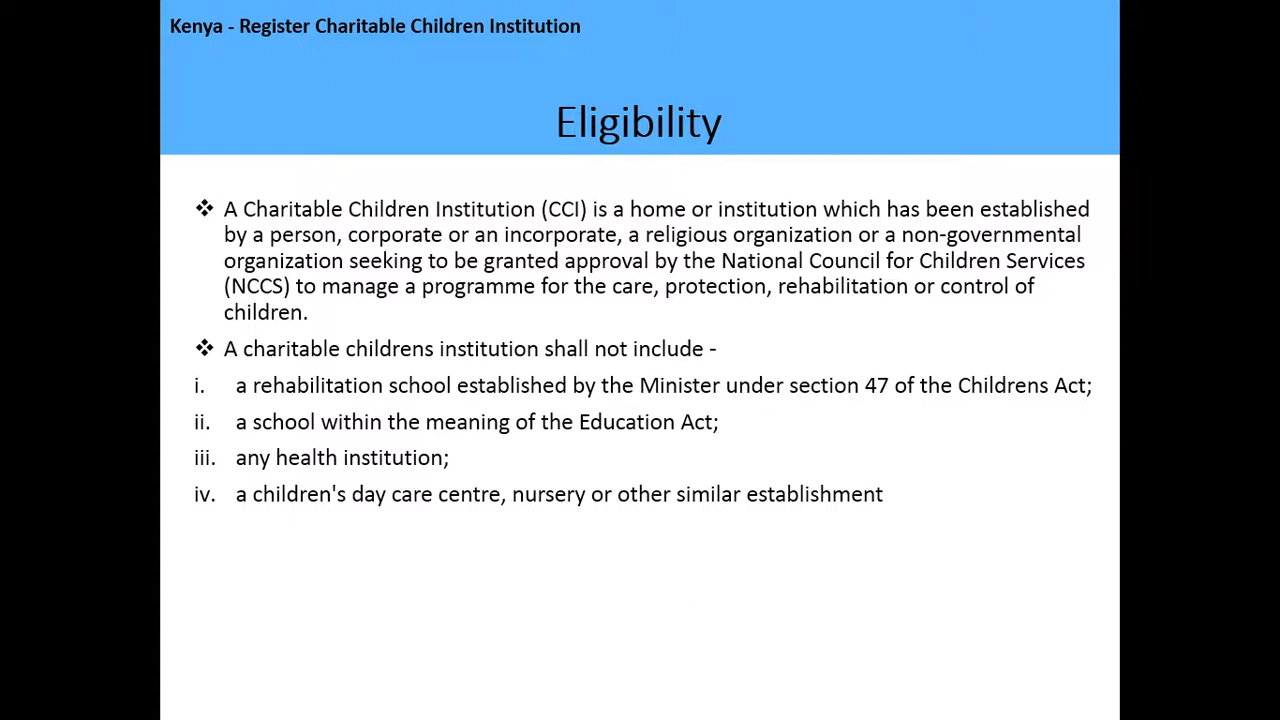 Kenya - Register Charitable Children Institution
Eligibility
❖ A Charitable Children Institution (CCI) is a home or institution which has been established
by a person, corporate or an incorporate, a religious organization or a non-governmental
organization seeking to be granted approval by the National Council for Children Services
(NCCS) to manage a programme for the care, protection, rehabilitation or control of
children.
❖ A charitable childrens institution shall not include -
i. a rehabilitation school established by the Minister under section 47 of the Childrens Act;
ii. a school within the meaning of the Education Act;
iii. any health institution;
iv. a children's day care centre, nursery or other similar establishment